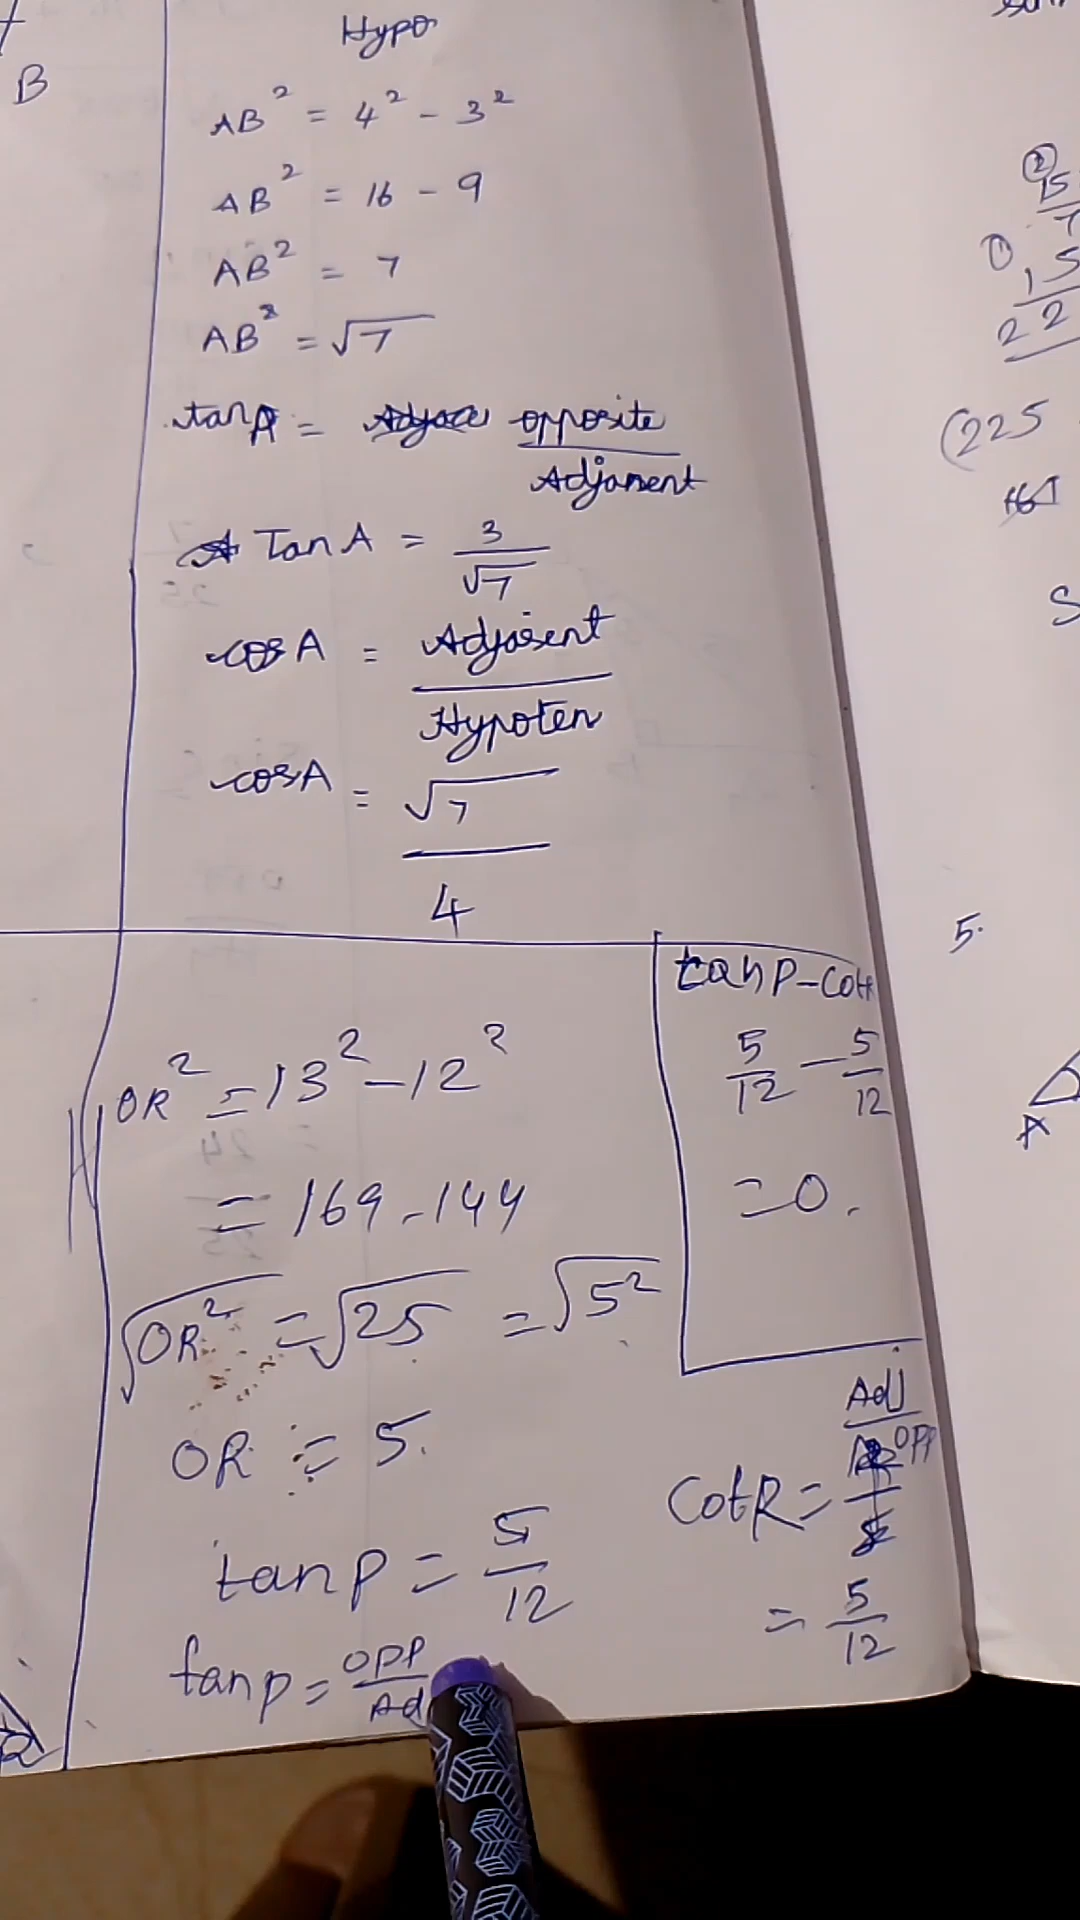 B
Hypo
AB² = 4² - 3²
AB² = 16 - 9
AB² = 7
AB² = √7
tan A = opposite / Adjament
Tan A = 3/√7
cos A = Adjasent / Hypoten
cos A = √7 / 4
tan P - Cot
5/12 - 5/12
= 0.
OR² = 13² - 12²
= 169 - 144
√OR² = √25 = √5²
OR = 5.
tan P = 5/12
tan P = OPP / Ad
Adj / OPP
Cot R =
= 5/12
(225
5.
A